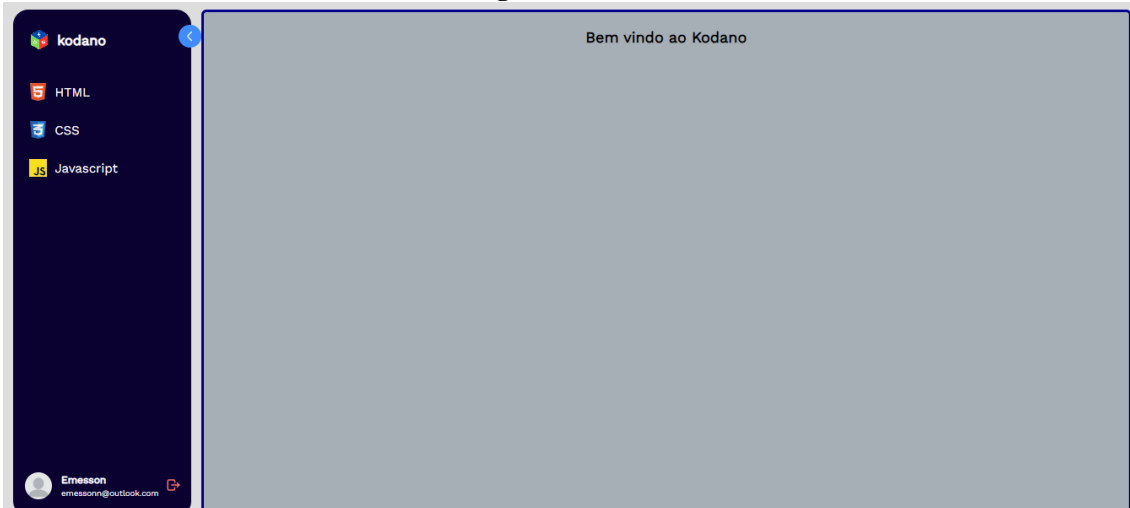 kodano
Bem vindo ao Kodano
HTML
CSS
JS Javascript
Emesson
emessonn@outlook.com